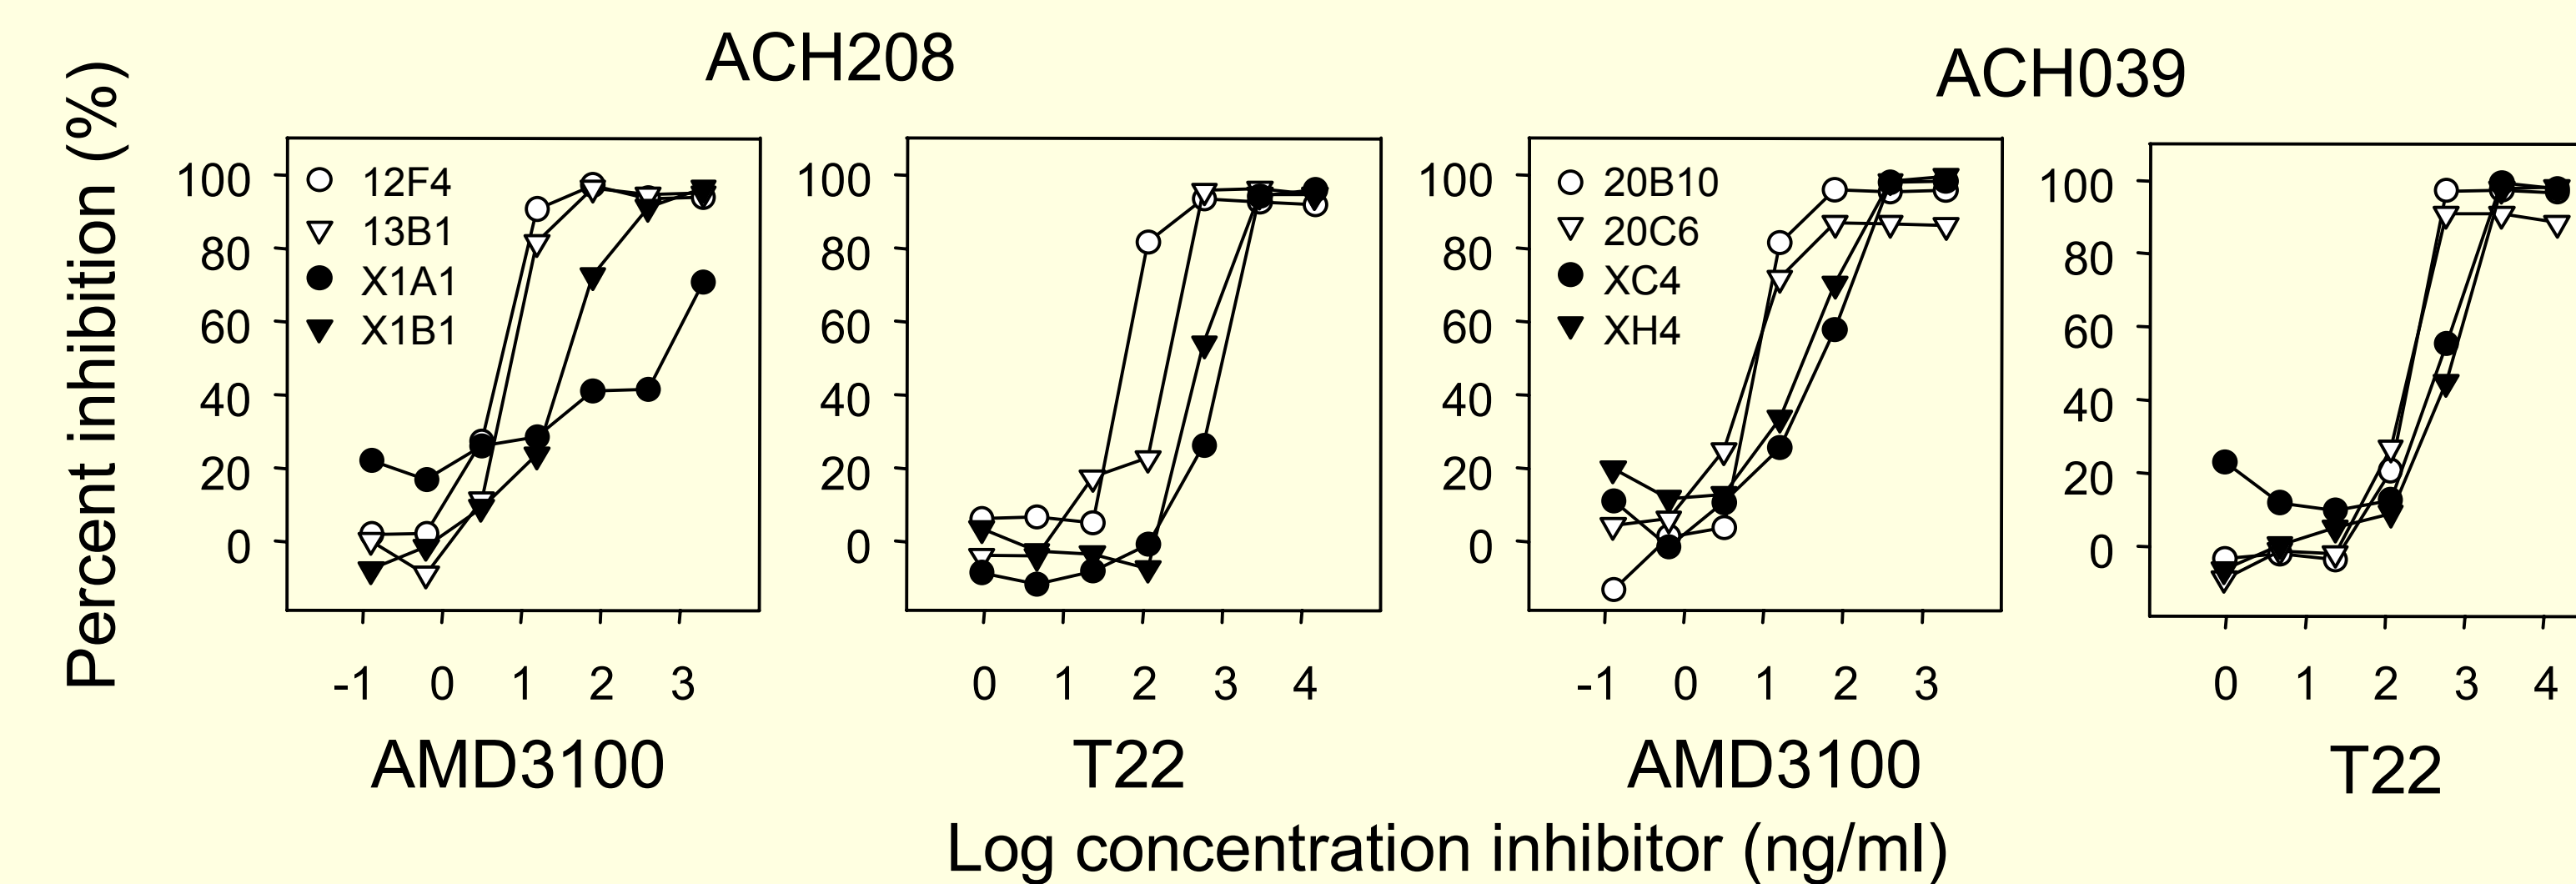 ACH208
ACH039
Percent inhibition (%)
100
80
60
40
20
0
12F4
13B1
X1A1
X1B1
-1 0 1 2 3
AMD3100
100
80
60
40
20
0
0 1 2 3 4
T22
100
80
60
40
20
0
20B10
20C6
XC4
XH4
-1 0 1 2 3
AMD3100
100
80
60
40
20
0
0 1 2 3 4
T22
Log concentration inhibitor (ng/ml)